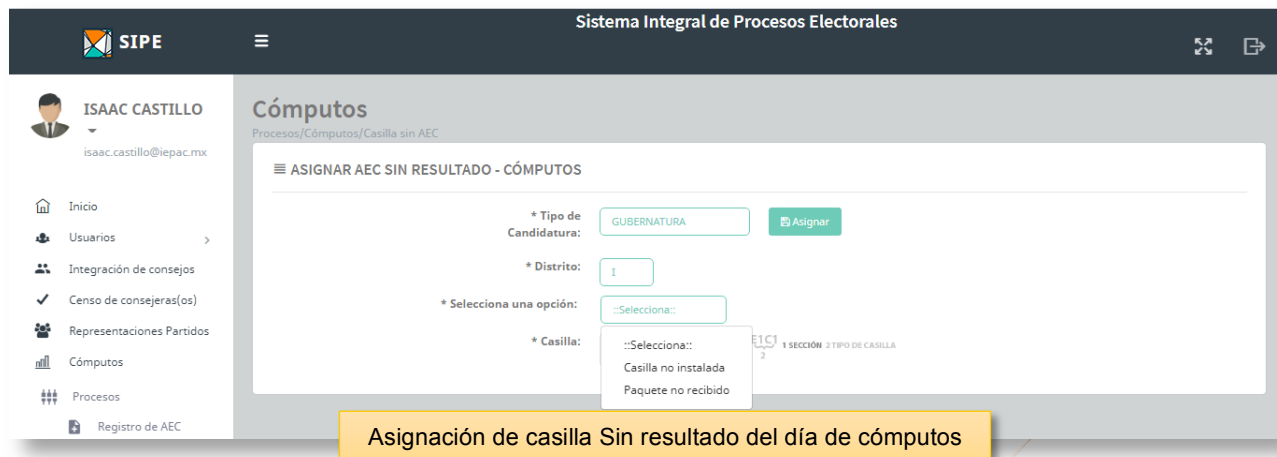 Sistema Integral de Procesos Electorales
SIPE
ISAAC CASTILLO
isaac.castillo@iepac.mx
Inicio
Usuarios
Integración de consejos
Censo de consejeras(os)
Representaciones Partidos
Cómputos
Procesos
Registro de AEC
Cómputos
Procesos/Cómputos/Casilla sin AEC
ASIGNAR AEC SIN RESULTADO - CÓMPUTOS
* Tipo de
Candidatura:
GUBERNATURA
Asignar
* Distrito:
I
* Selecciona una opción:
::Selecciona::
* Casilla:
::Selecciona::
Casilla no instalada
Paquete no recibido
E1C1 1 SECCIÓN 2 TIPO DE CASILLA
2
Asignación de casilla Sin resultado del día de cómputos